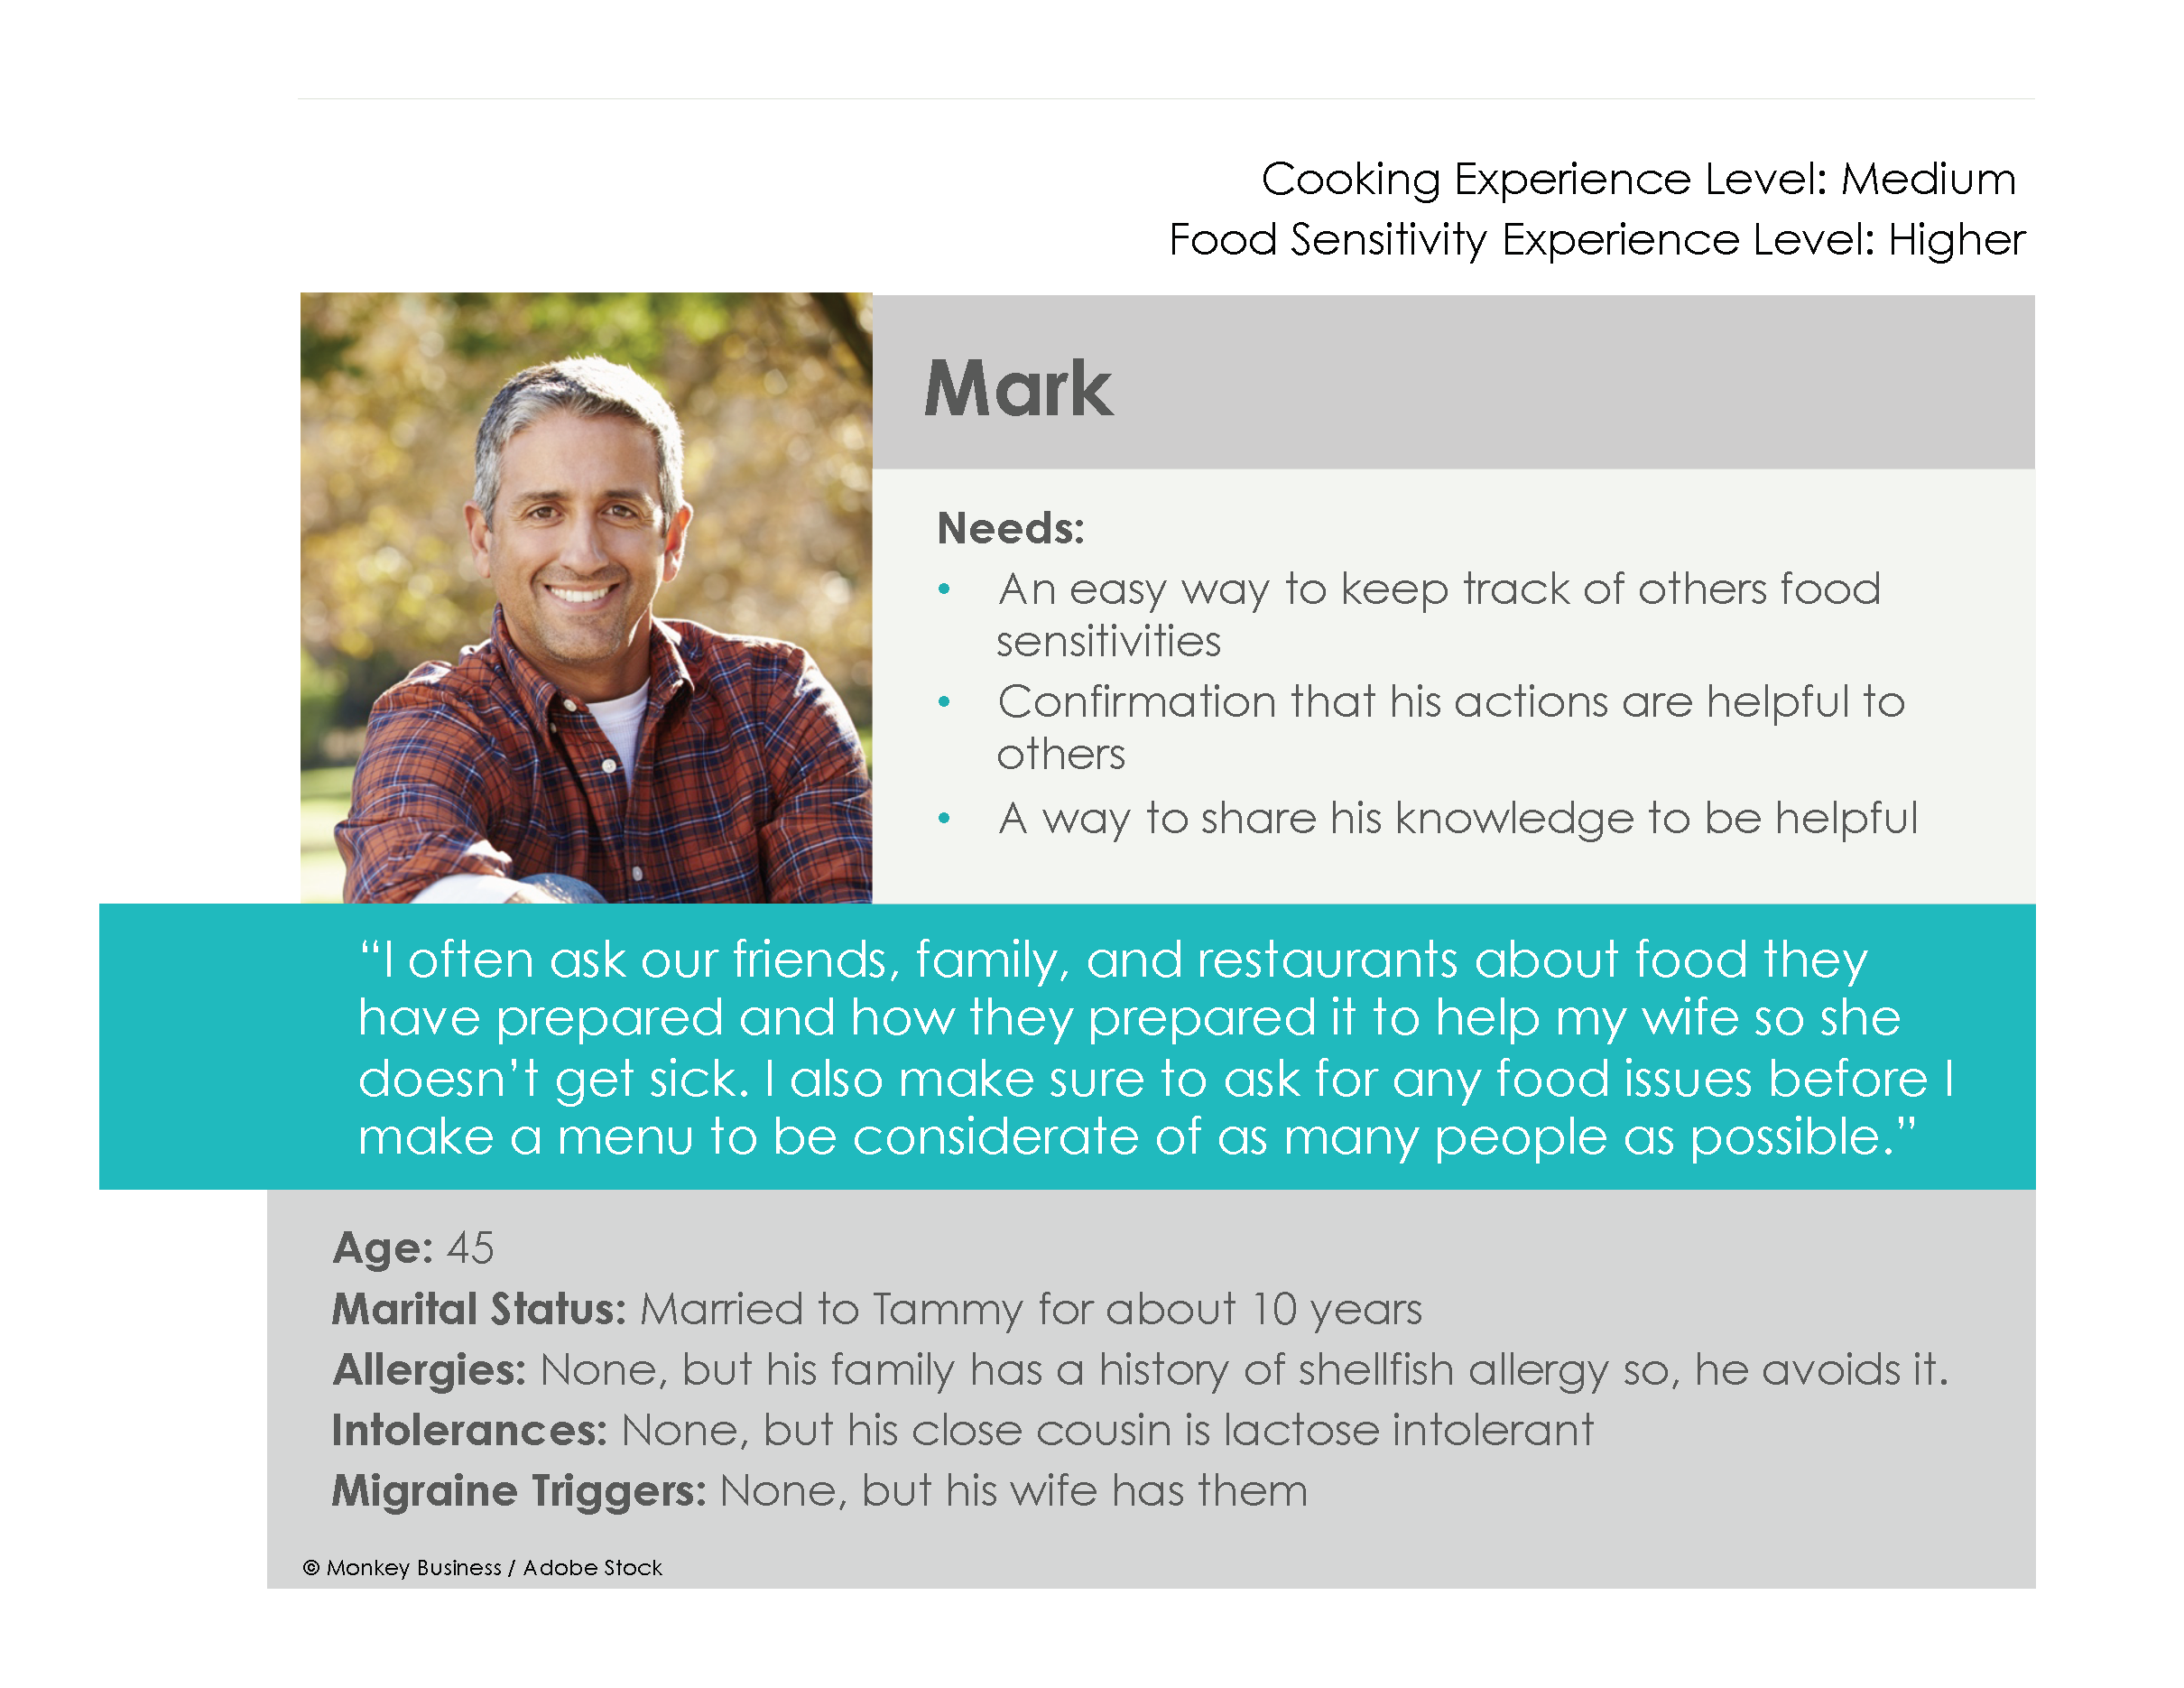 Cooking Experience Level: Medium
Food Sensitivity Experience Level: Higher
Mark
Needs:
• An easy way to keep track of others food
sensitivities
• Confirmation that his actions are helpful to
others
• A way to share his knowledge to be helpful
“I often ask our friends, family, and restaurants about food they
have prepared and how they prepared it to help my wife so she
doesn’t get sick. I also make sure to ask for any food issues before I
make a menu to be considerate of as many people as possible.”
Age: 45
Marital Status: Married to Tammy for about 10 years
Allergies: None, but his family has a history of shellfish allergy so, he avoids it.
Intolerances: None, but his close cousin is lactose intolerant
Migraine Triggers: None, but his wife has them
© Monkey Business / Adobe Stock